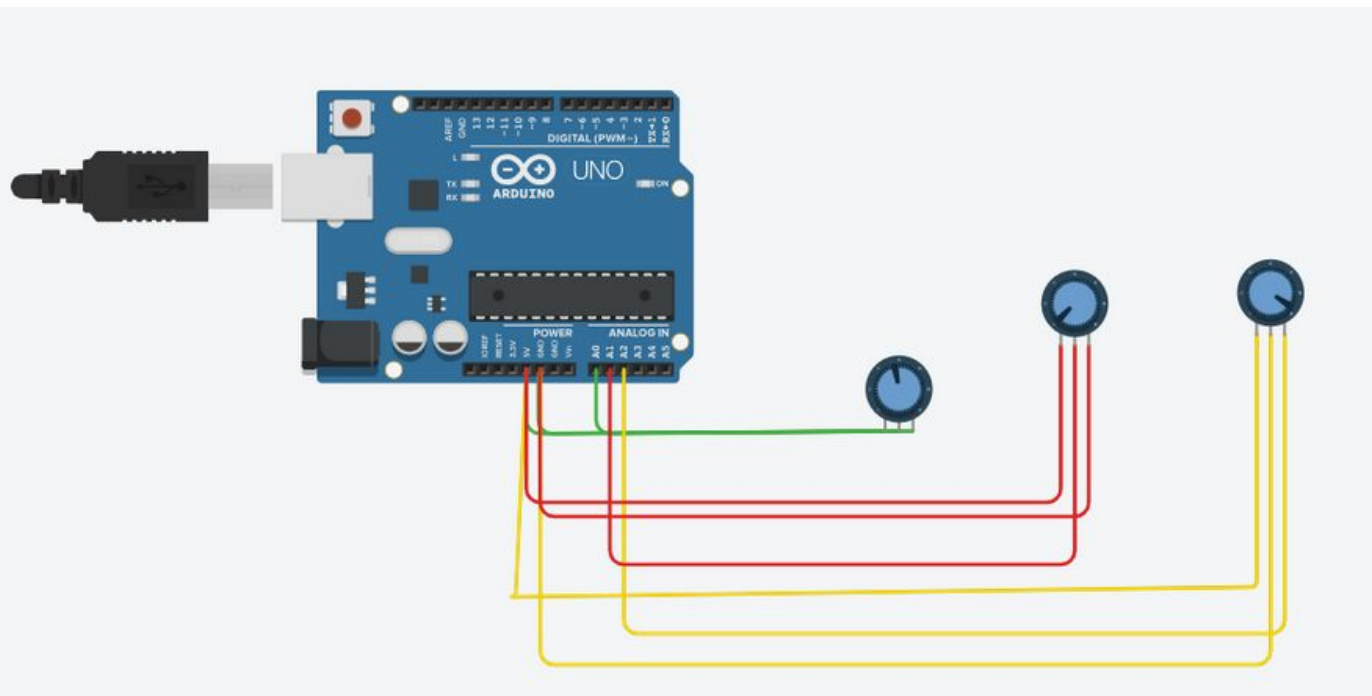 AREF
GND
13
12
~11
~10
~9
8
7
~6
~5
4
~3
2
TX→1
RX←0
DIGITAL (PWM~)
L
TX
RX
ARDUINO
UNO
ON
POWER
ANALOG IN
IOREF
RESET
3.3V
5V
GND
GND
Vin
A0
A1
A2
A3
A4
A5